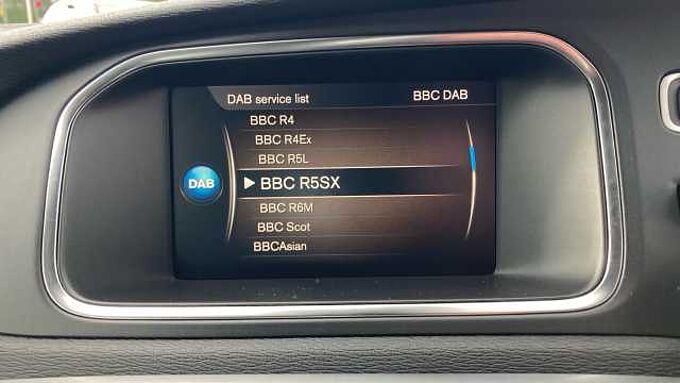 DAB service list BBC DAB
BBC R4
BBC R4Ex
BBC R5L
DAB
BBC R5SX
BBC R6M
BBC Scot
BBCAsian